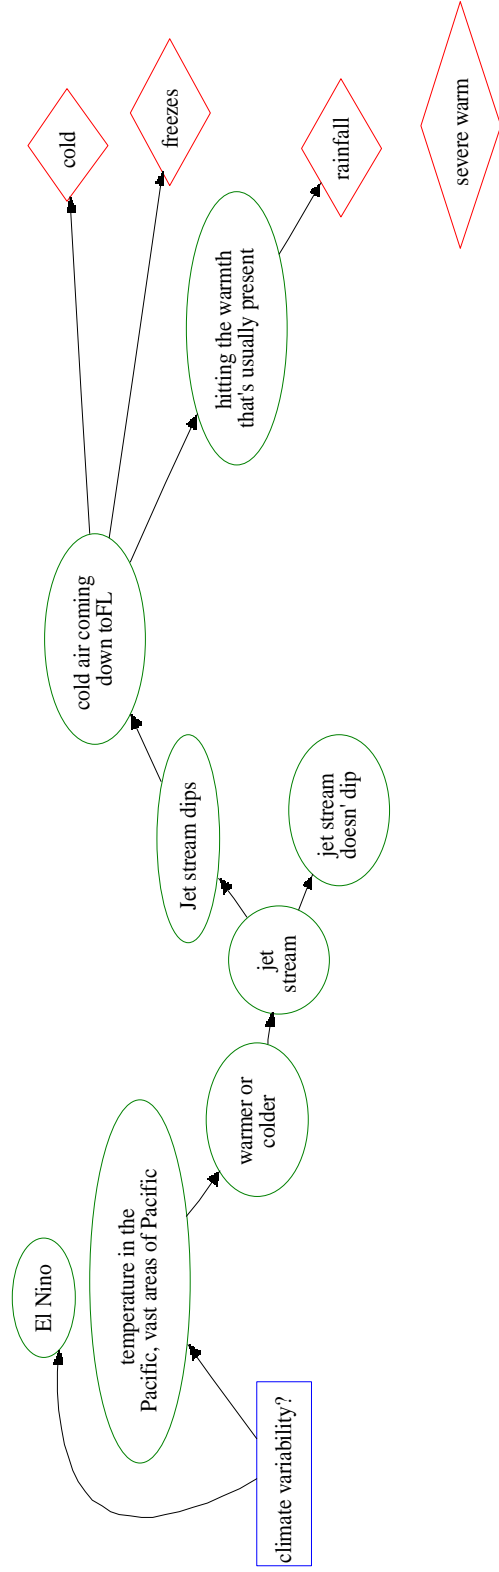 climate variability?
El Nino
temperature in the
Pacific, vast areas of Pacific
warmer or
colder
jet
stream
Jet stream dips
jet stream
doesn' dip
cold air coming
down toFL
hitting the warmth
that's usually present
cold
freezes
rainfall
severe warm